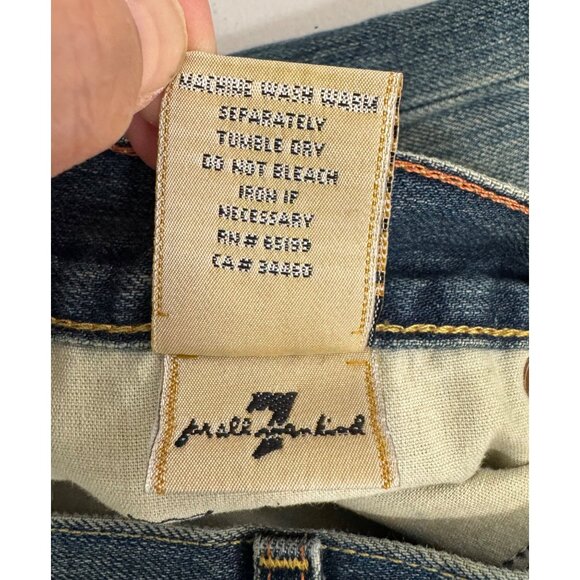 MACHINE WASH WARM
SEPARATELY
TUMBLE DRY
DO NOT BLEACH
IRON IF
NECESSARY
RN# 65199
CA# 34460
7
for all mankind